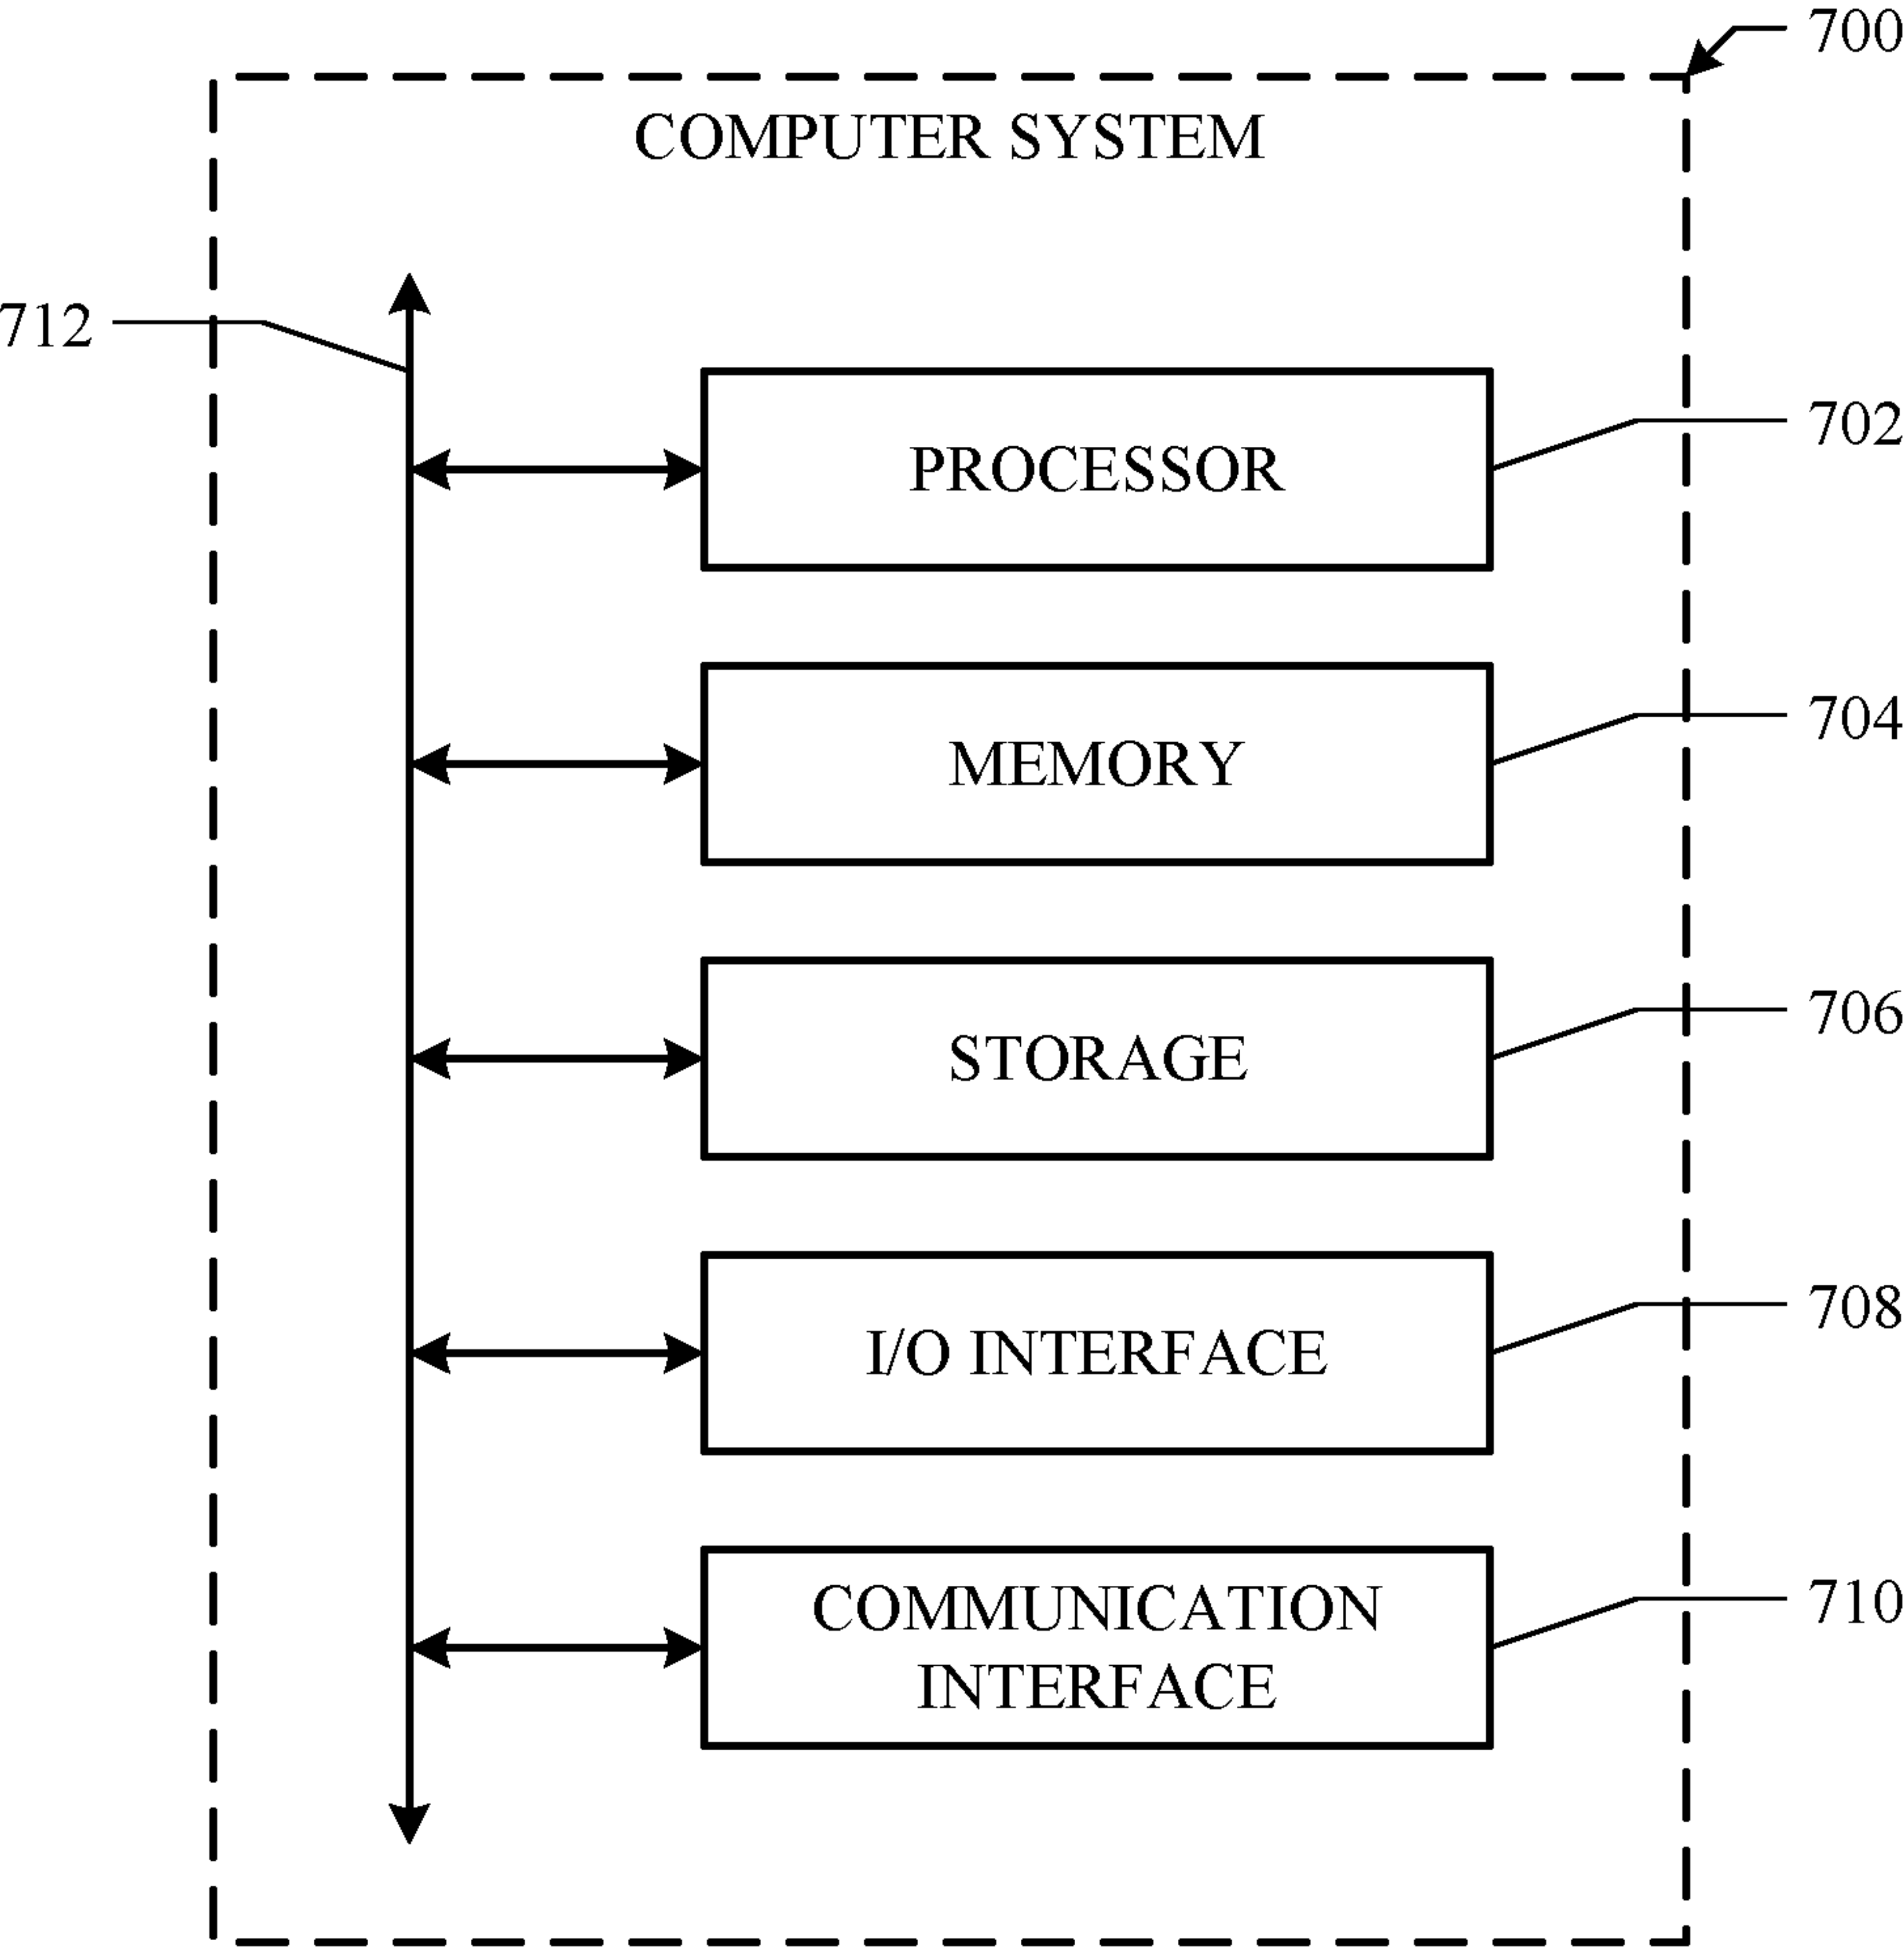 700
COMPUTER SYSTEM
712
702
PROCESSOR
704
MEMORY
706
STORAGE
708
I/O INTERFACE
710
COMMUNICATION
INTERFACE